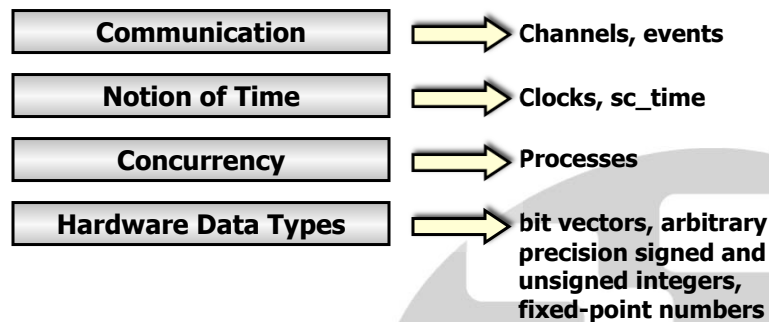 Communication
Channels, events
Notion of Time
Clocks, sc_time
Concurrency
Processes
Hardware Data Types
bit vectors, arbitrary
precision signed and
unsigned integers,
fixed-point numbers